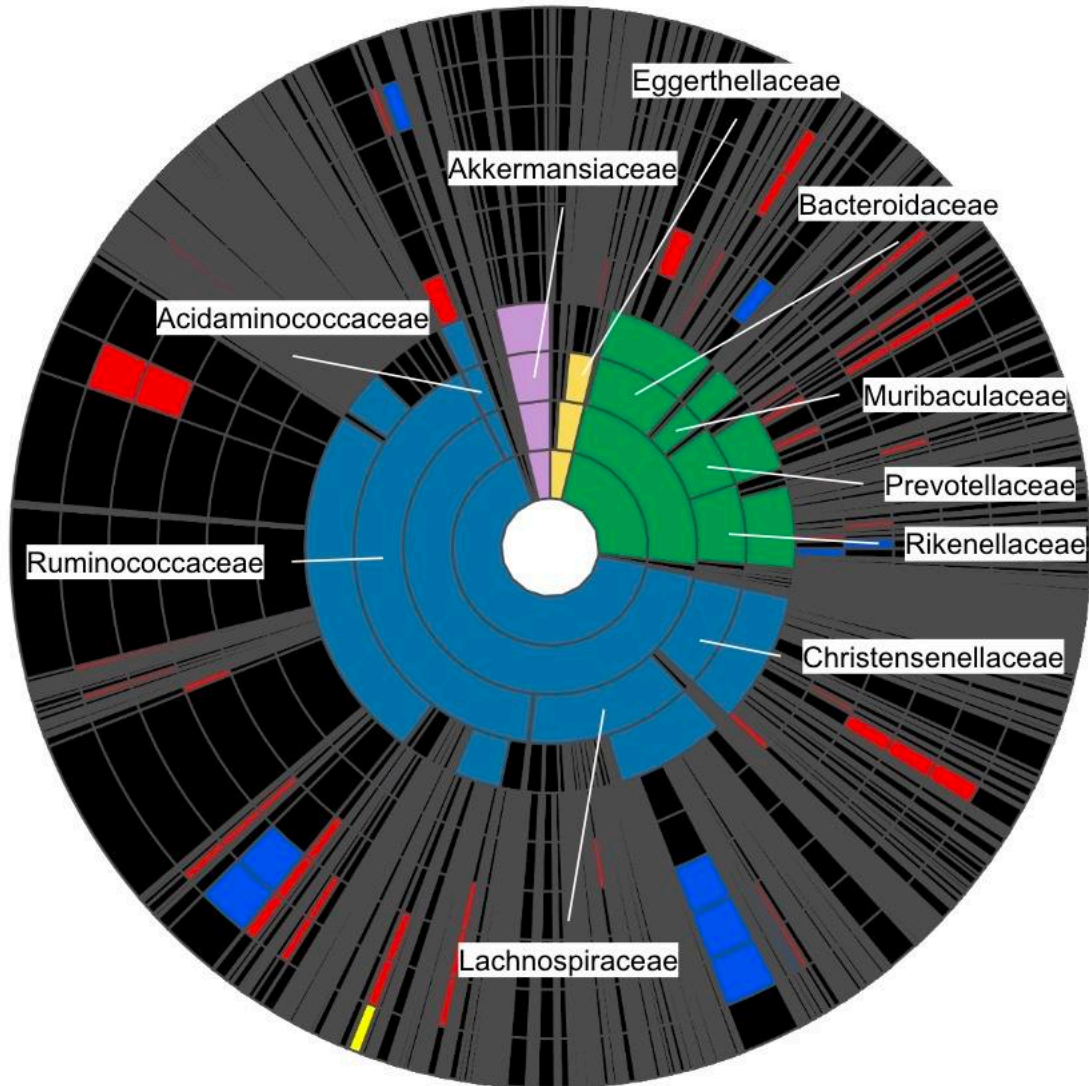 Eggerthellaceae
Akkermansiaceae
Bacteroidaceae
Acidaminococcaceae
Muribaculaceae
Prevotellaceae
Rikenellaceae
Ruminococcaceae
Christensenellaceae
Lachnospiraceae